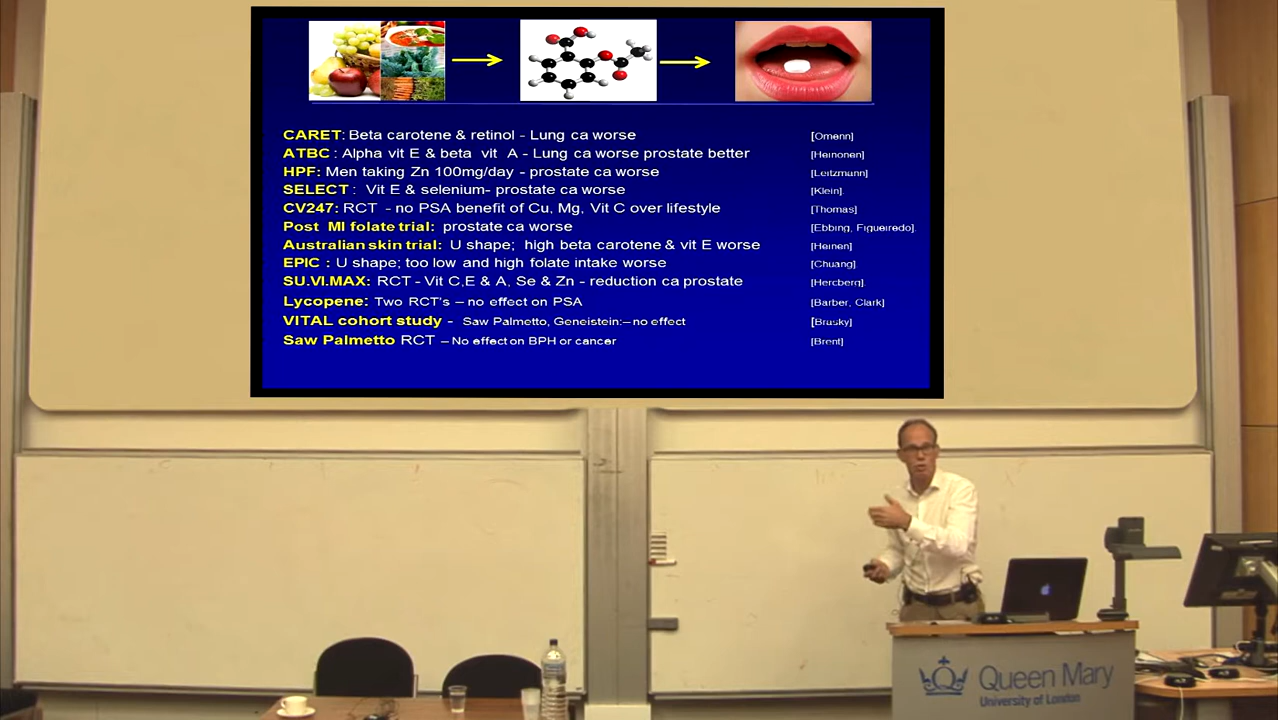 CARET: Beta carotene & retinol - Lung ca worse [Omenn]
ATBC : Alpha vit E & beta vit A - Lung ca worse prostate better [Heinonen]
HPF: Men taking Zn 100mg/day - prostate ca worse [Leitzmann]
SELECT : Vit E & selenium- prostate ca worse [Klein].
CV247: RCT - no PSA benefit of Cu, Mg, Vit C over lifestyle [Thomas]
Post MI folate trial: prostate ca worse [Ebbing, Figueiredo].
Australian skin trial: U shape; high beta carotene & vit E worse [Heinen]
EPIC : U shape; too low and high folate intake worse [Chuang]
SU.VI.MAX: RCT - Vit C,E & A, Se & Zn - reduction ca prostate [Hercberg]
Lycopene: Two RCT's – no effect on PSA [Barber, Clark]
VITAL cohort study - Saw Palmetto, Geneistein:– no effect [Brasky]
Saw Palmetto RCT – No effect on BPH or cancer [Brent]
Queen Mary
University of London